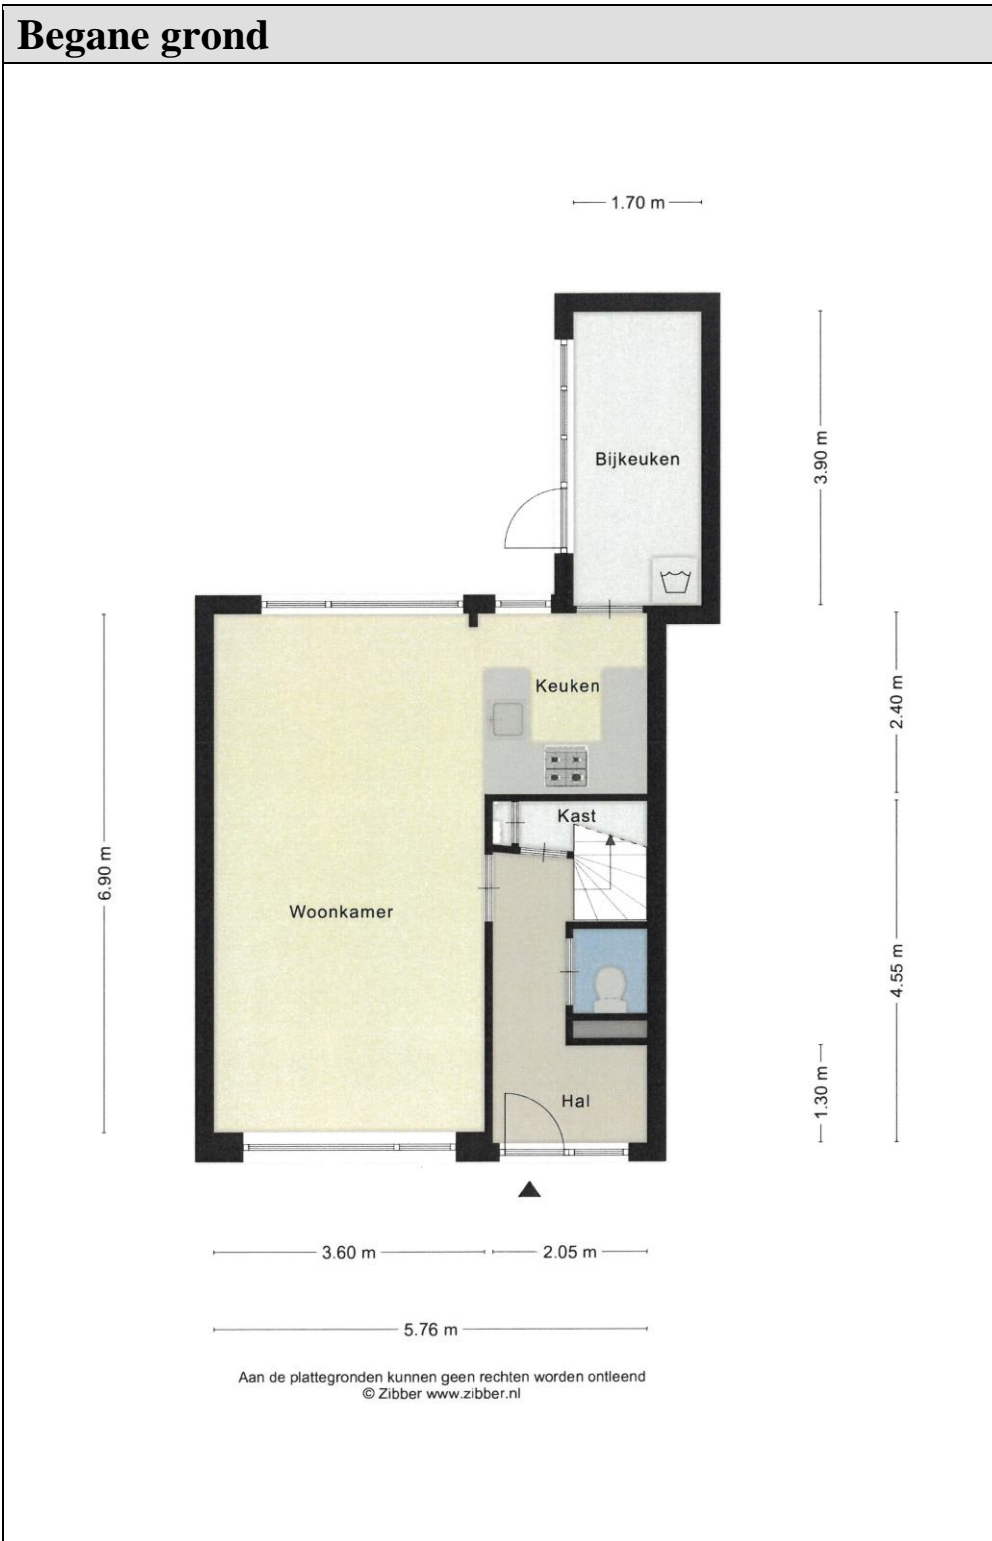 Begane grond
1.70 m
3.90 m
Bijkeuken
2.40 m
Keuken
Kast
6.90 m
Woonkamer
4.55 m
1.30 m
Hal
3.60 m
2.05 m
5.76 m
Aan de plattegronden kunnen geen rechten worden ontleend
© Zibber www.zibber.nl